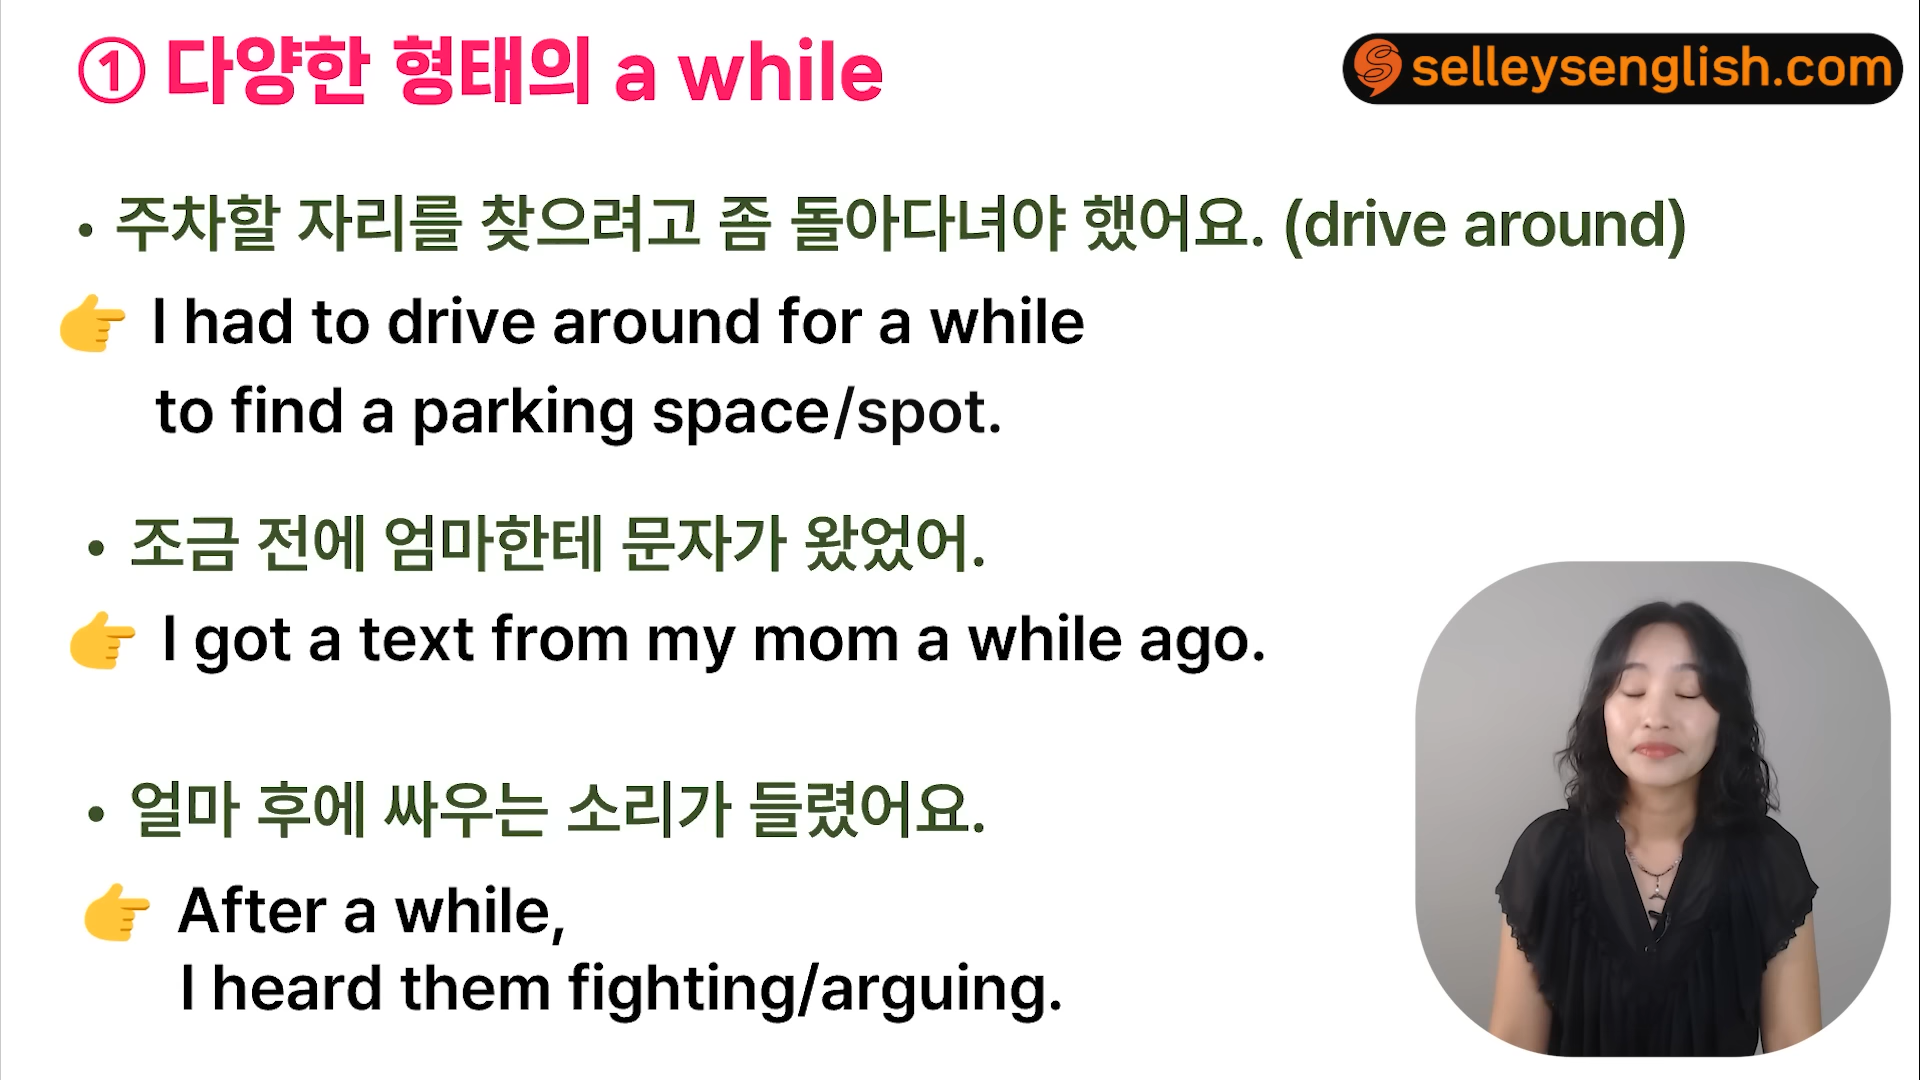 ① 다양한 형태의 a while
selleysenglish.com
• 주차할 자리를 찾으려고 좀 돌아다녀야 했어요. (drive around)
👉 I had to drive around for a while
to find a parking space/spot.
• 조금 전에 엄마한테 문자가 왔었어.
👉 I got a text from my mom a while ago.
• 얼마 후에 싸우는 소리가 들렸어요.
👉 After a while,
I heard them fighting/arguing.